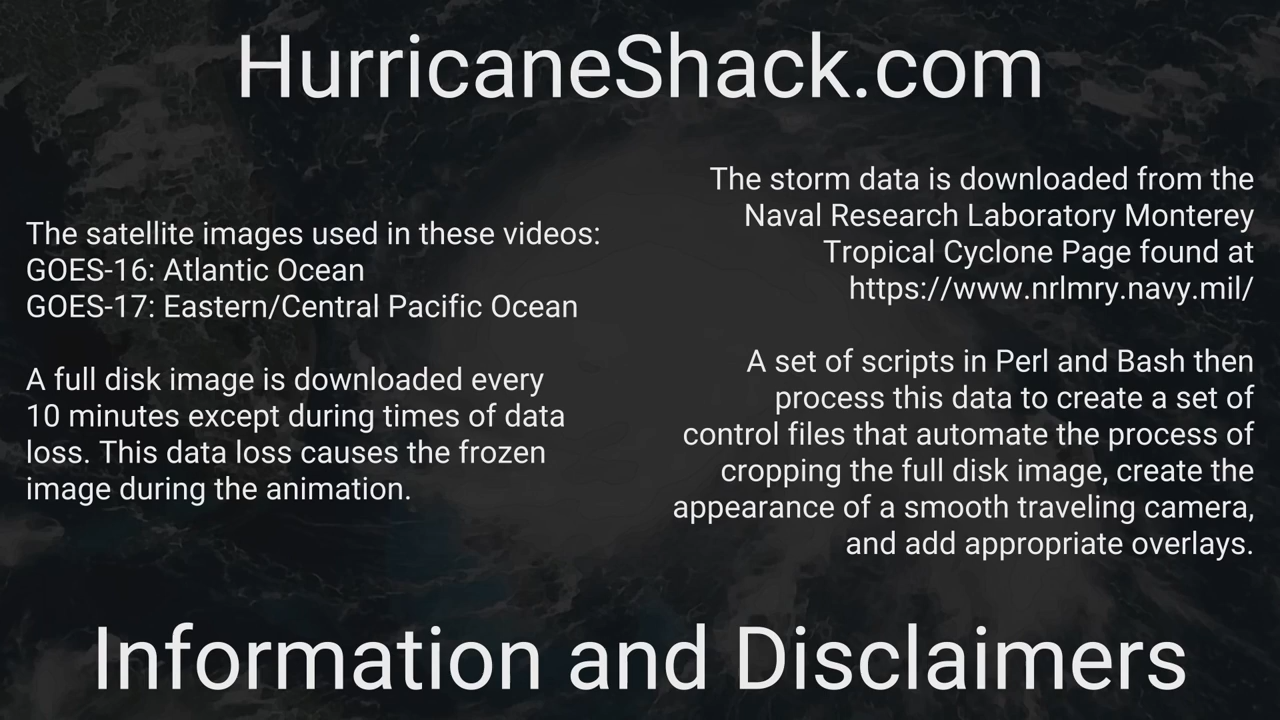 HurricaneShack.com
The satellite images used in these videos:
GOES-16: Atlantic Ocean
GOES-17: Eastern/Central Pacific Ocean
A full disk image is downloaded every
10 minutes except during times of data
loss. This data loss causes the frozen
image during the animation.
The storm data is downloaded from the
Naval Research Laboratory Monterey
Tropical Cyclone Page found at
https://www.nrlmry.navy.mil/
A set of scripts in Perl and Bash then
process this data to create a set of
control files that automate the process of
cropping the full disk image, create the
appearance of a smooth traveling camera,
and add appropriate overlays.
Information and Disclaimers